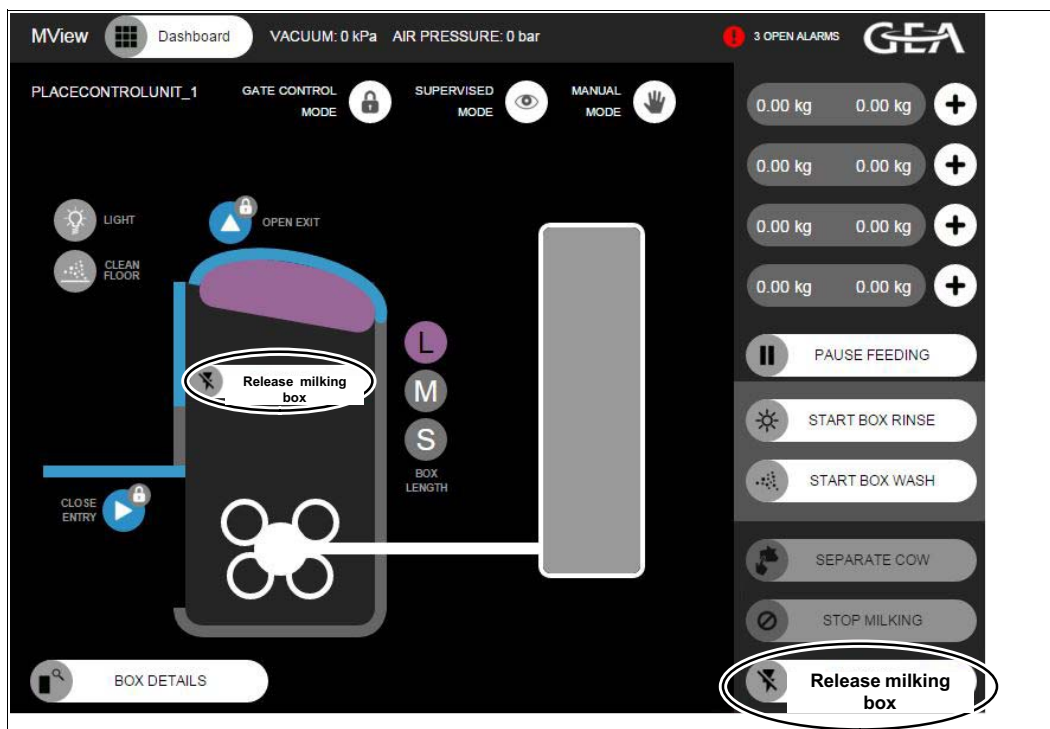 MView
Dashboard
VACUUM: 0 kPa AIR PRESSURE: 0 bar
3 OPEN ALARMS
GEA
PLACECONTROLUNIT_1
GATE CONTROL
MODE
SUPERVISED
MODE
MANUAL
MODE
0.00 kg 0.00 kg
0.00 kg 0.00 kg
0.00 kg 0.00 kg
0.00 kg 0.00 kg
LIGHT
OPEN EXIT
CLEAN
FLOOR
L
M
S
BOX
LENGTH
Release milking
box
CLOSE
ENTRY
PAUSE FEEDING
START BOX RINSE
START BOX WASH
SEPARATE COW
STOP MILKING
Release milking
box
BOX DETAILS